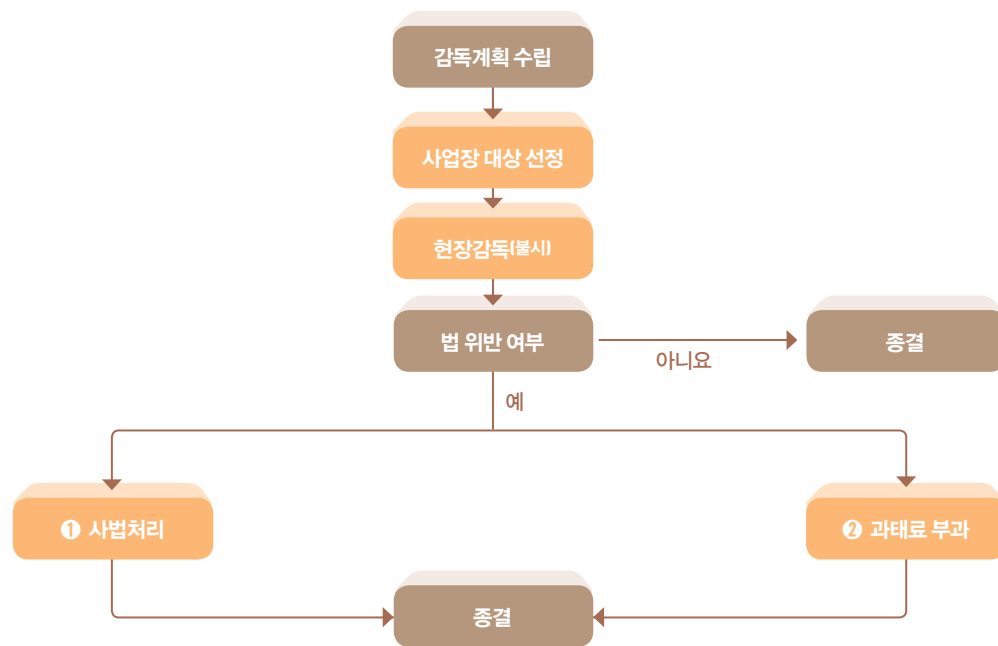 감독계획 수립
사업장 대상 선정
현장감독(불시)
법 위반 여부
아니요
종결
예
❶ 사법처리
❷ 과태료 부과
종결